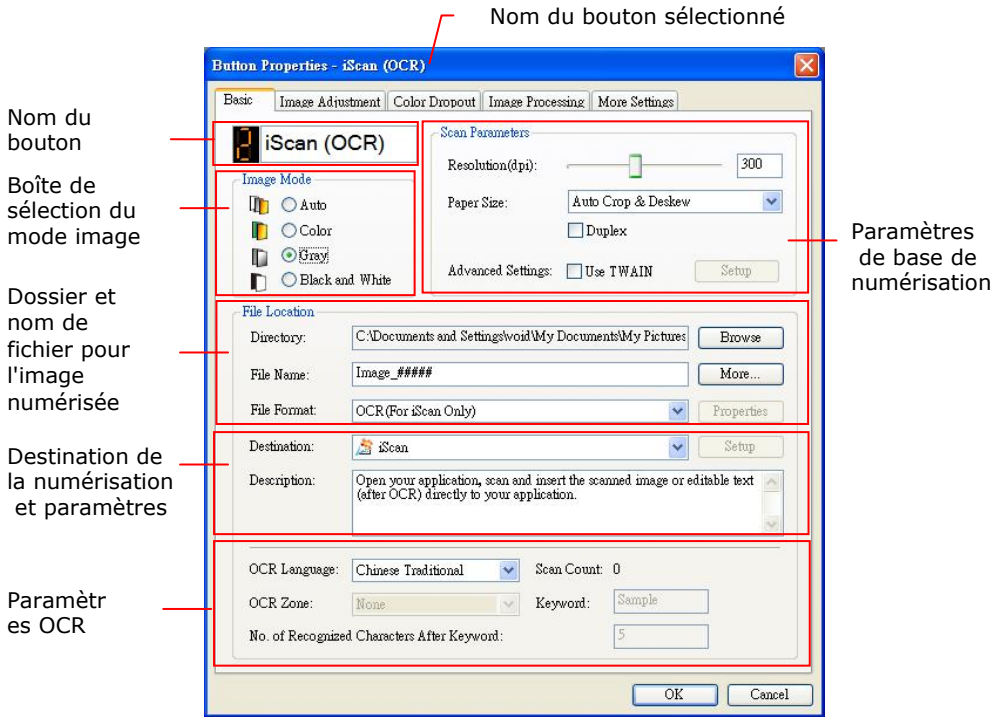 Nom du bouton sélectionné
Button Properties - iScan (OCR)
Basic Image Adjustment Color Dropout Image Processing More Settings
Nom du
bouton
2 iScan (OCR)
Boîte de
sélection du
mode image
Image Mode
Auto
Color
Gray
Black and White
Scan Parameters
Resolution(dpi): 300
Paper Size: Auto Crop & Deskew
Duplex
Advanced Settings: Use TWAIN Setup
Paramètres
de base de
numérisation
Dossier et
nom de
fichier pour
l'image
numérisée
File Location
Directory: C:\Documents and Settings\void\My Documents\My Pictures Browse
File Name: Image_##### More...
File Format: OCR(For iScan Only) Properties
Destination de
la numérisation
et paramètres
Destination: iScan Setup
Description: Open your application, scan and insert the scanned image or editable text
(after OCR) directly to your application.
Paramètr
es OCR
OCR Language: Chinese Traditional Scan Count: 0
OCR Zone: None Keyword: Sample
No. of Recognized Characters After Keyword: 5
OK Cancel